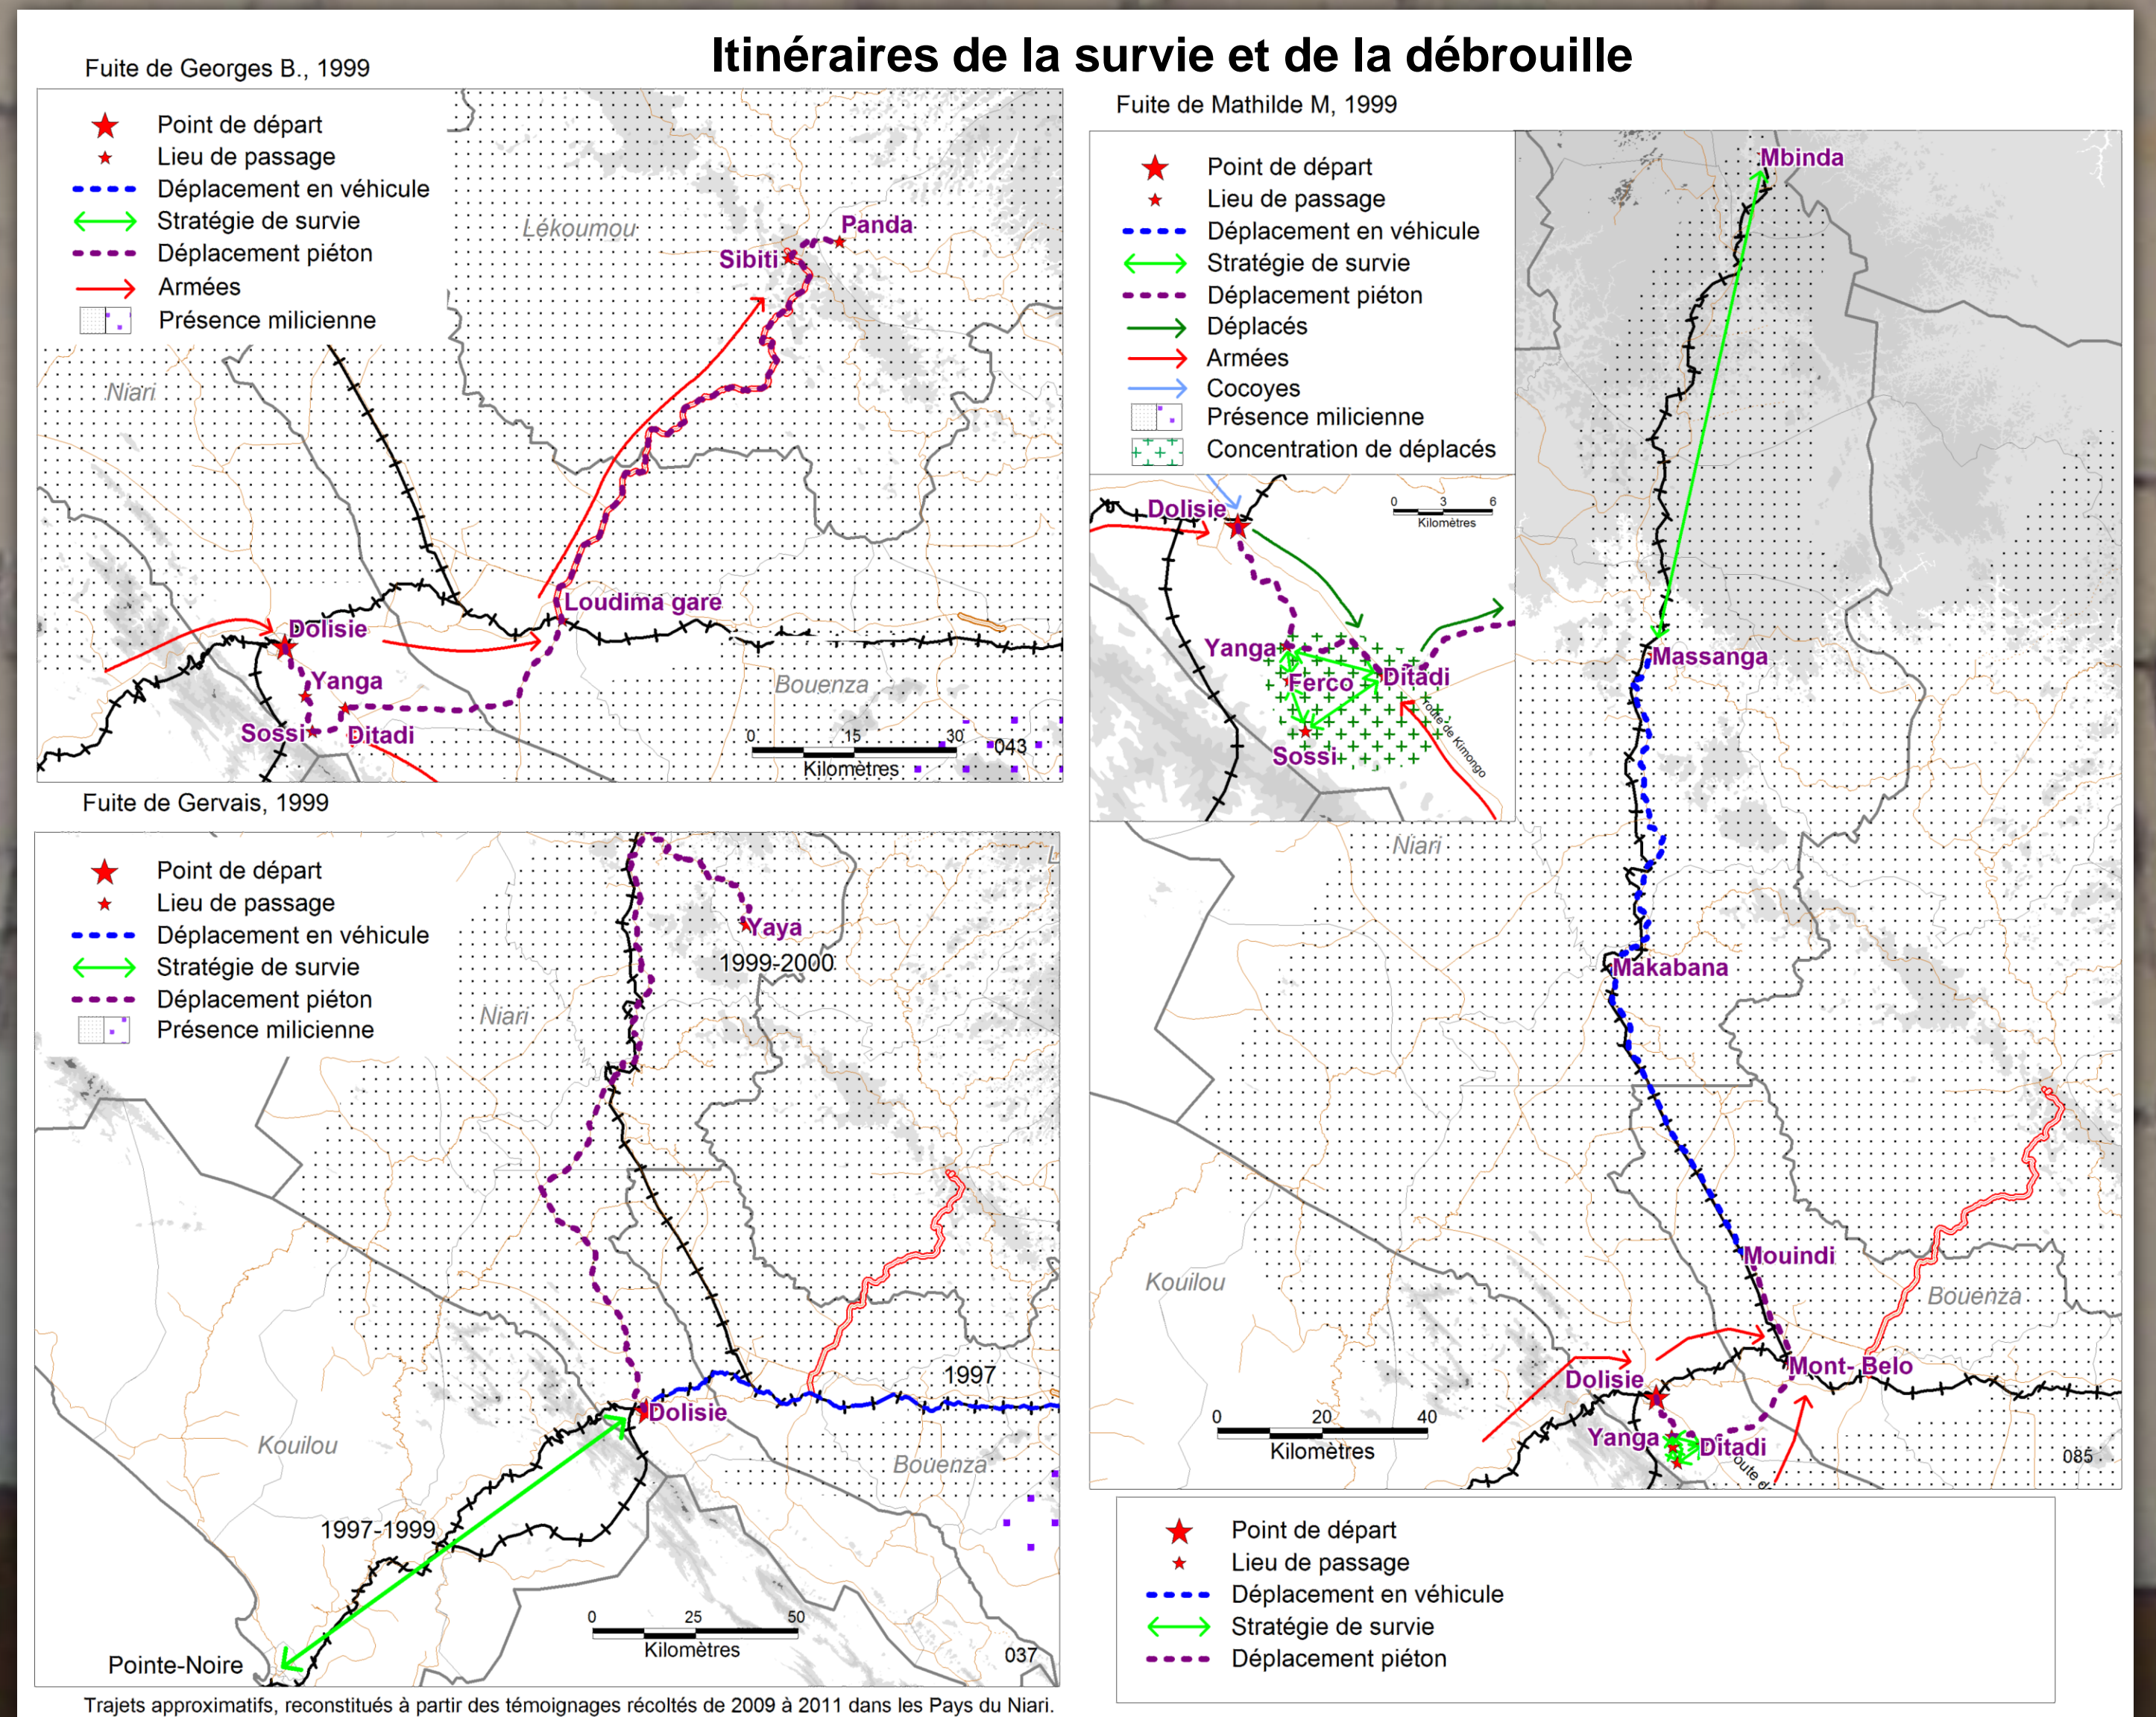 Itinéraires de la survie et de la débrouille
Fuite de Georges B., 1999
Point de départ
Lieu de passage
Déplacement en véhicule
Stratégie de survie
Déplacement piéton
Armées
Présence milicienne
Lékoumou
Panda
Sibiti
Niari
Loudima gare
Dolisie
Yanga
Bouenza
Sossi
Ditadi
0 15 30
Kilomètres
043
Fuite de Gervais, 1999
Point de départ
Lieu de passage
Déplacement en véhicule
Stratégie de survie
Déplacement piéton
Présence milicienne
L
Yaya
1999-2000
Niari
1997
Dolisie
Kouilou
Bouenza
1997-1999
0 25 50
Kilomètres
037
Pointe-Noire
Trajets approximatifs, reconstitués à partir des témoignages récoltés de 2009 à 2011 dans les Pays du Niari.
Fuite de Mathilde M, 1999
Point de départ
Lieu de passage
Déplacement en véhicule
Stratégie de survie
Déplacement piéton
Déplacés
Armées
Cocoyes
Présence milicienne
Concentration de déplacés
Dolisie
0 3 6
Kilomètres
Yanga
Ferco
Ditadi
Sossi
route de Kimongo
Mbinda
Massanga
Niari
Makabana
Mouindi
Kouilou
Bouenza
Mont- Belo
Dolisie
0 20 40
Kilomètres
Yanga
Ditadi
route d
085
Point de départ
Lieu de passage
Déplacement en véhicule
Stratégie de survie
Déplacement piéton